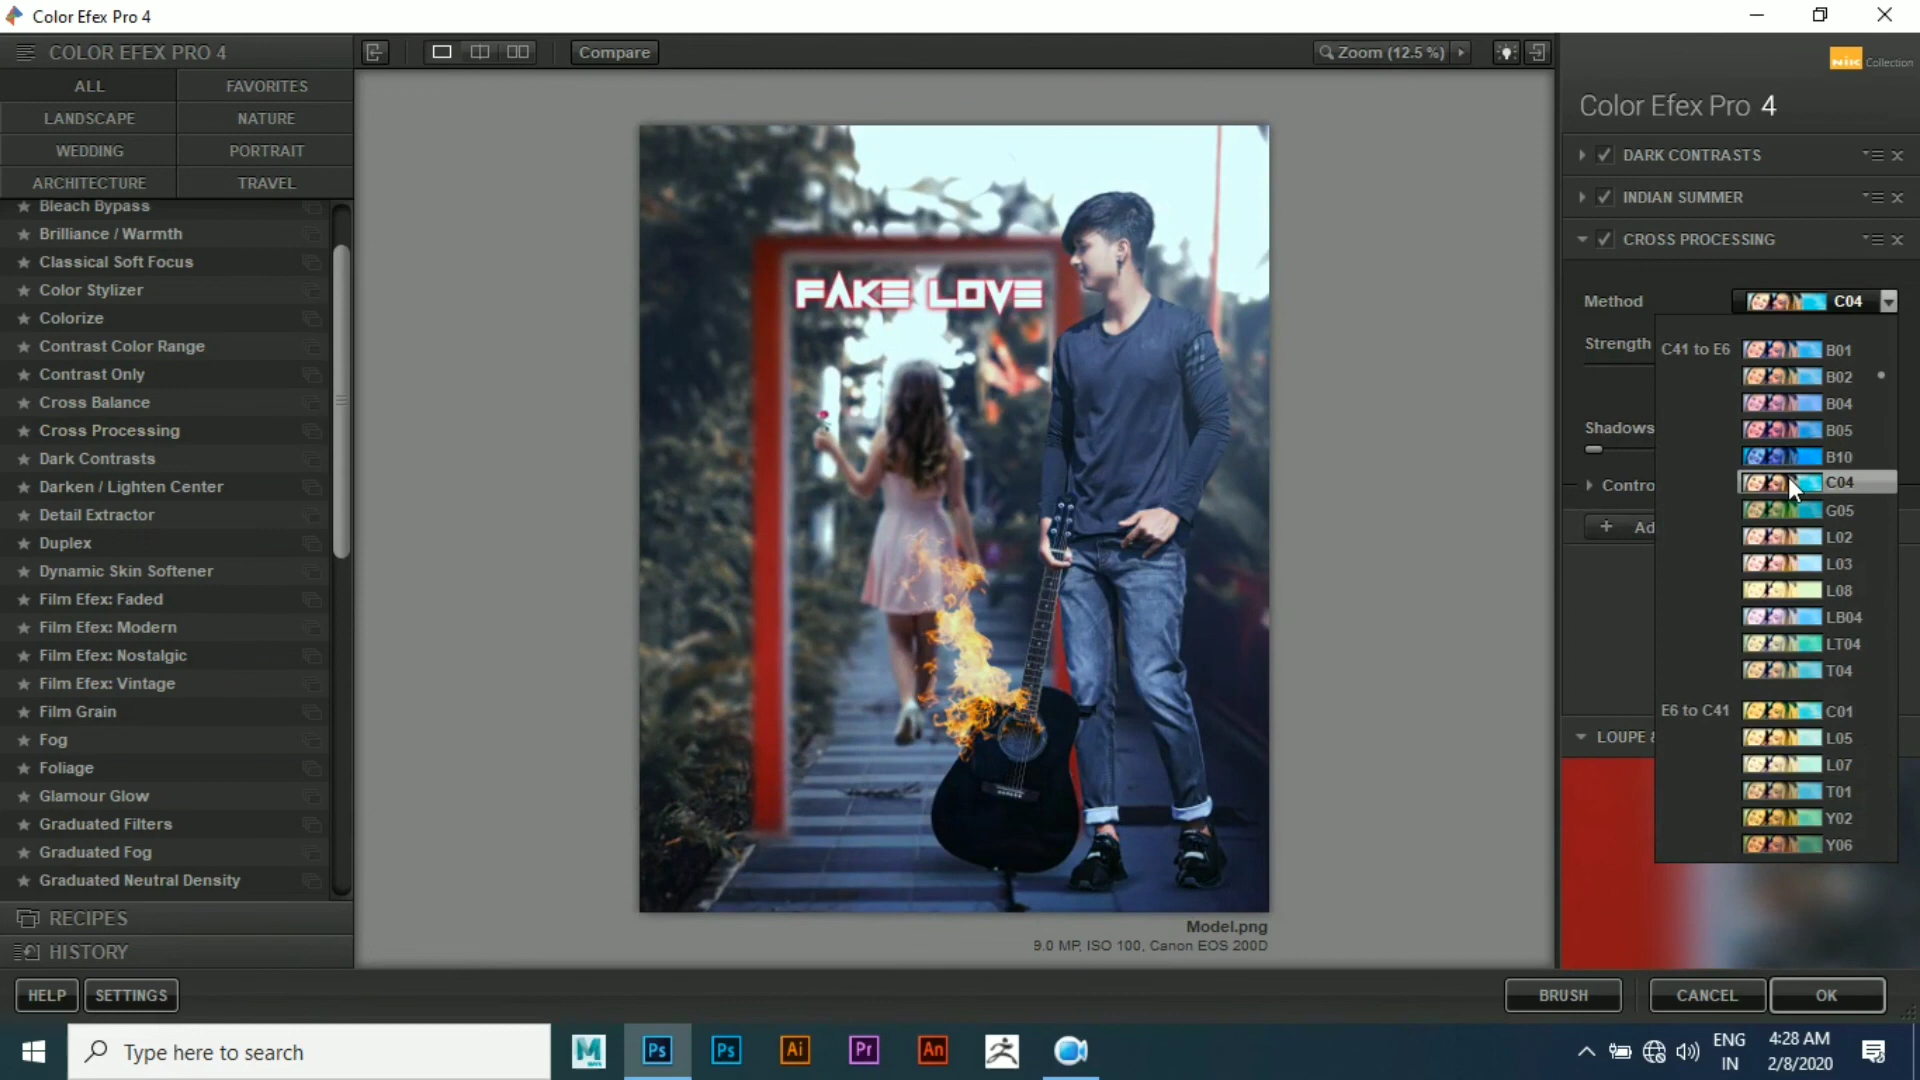 Color Efex Pro 4
COLOR EFEX PRO 4
ALL
FAVORITES
LANDSCAPE
NATURE
WEDDING
PORTRAIT
ARCHITECTURE
TRAVEL
Bleach Bypass
Brilliance / Warmth
Classical Soft Focus
Color Stylizer
Colorize
Contrast Color Range
Contrast Only
Cross Balance
Cross Processing
Dark Contrasts
Darken / Lighten Center
Detail Extractor
Duplex
Dynamic Skin Softener
Film Efex: Faded
Film Efex: Modern
Film Efex: Nostalgic
Film Efex: Vintage
Film Grain
Fog
Foliage
Glamour Glow
Graduated Filters
Graduated Fog
Graduated Neutral Density
RECIPES
HISTORY
HELP
SETTINGS
Compare
Zoom (12.5 %)
FAKE LOVE
Model.png
9.0 MP, ISO 100, Canon EOS 200D
Nik Collection
Color Efex Pro 4
DARK CONTRASTS
INDIAN SUMMER
CROSS PROCESSING
Method
C04
Strength
Shadows
Contro
+ Ad
LOUPE &
C41 to E6
B01
B02
B04
B05
B10
C04
G05
L02
L03
L08
LB04
LT04
T04
E6 to C41
C01
L05
L07
T01
Y02
Y06
BRUSH
CANCEL
OK
Type here to search
M
Ps
Ps
Ai
Pr
An
ENG
IN
4:28 AM
2/8/2020